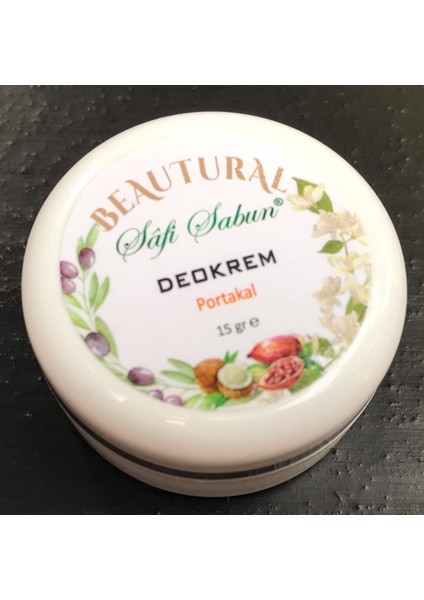 BEAUTURAL
Sâfi Sabun®
DEOKREM
Portakal
15 gr ℮